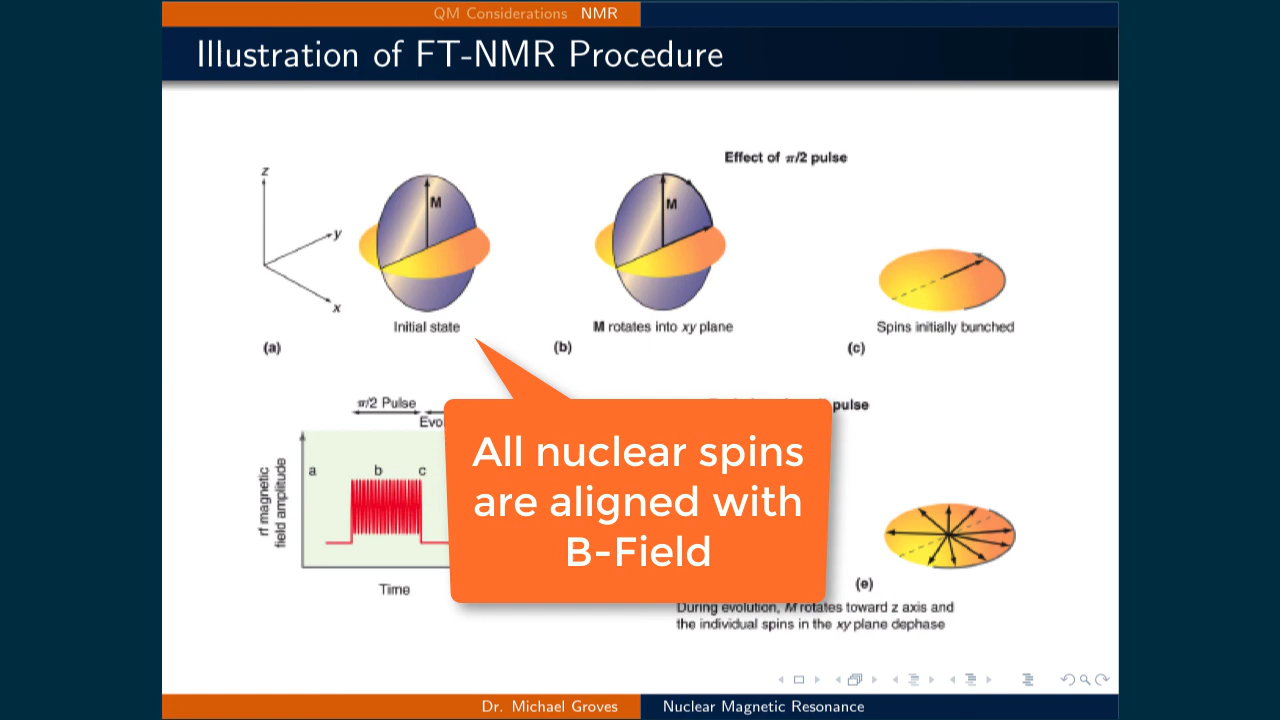 QM Considerations NMR
Illustration of FT-NMR Procedure
Effect of π/2 pulse
z
y
x
M
M
Initial state
M rotates into xy plane
Spins initially bunched
(a)
(b)
(c)
π/2 Pulse
pulse
All nuclear spins
are aligned with
B-Field
rf magnetic
field amplitude
a
b
c
Time
(e)
During evolution, M rotates toward z axis and
the individual spins in the xy plane dephase
Dr. Michael Groves
Nuclear Magnetic Resonance